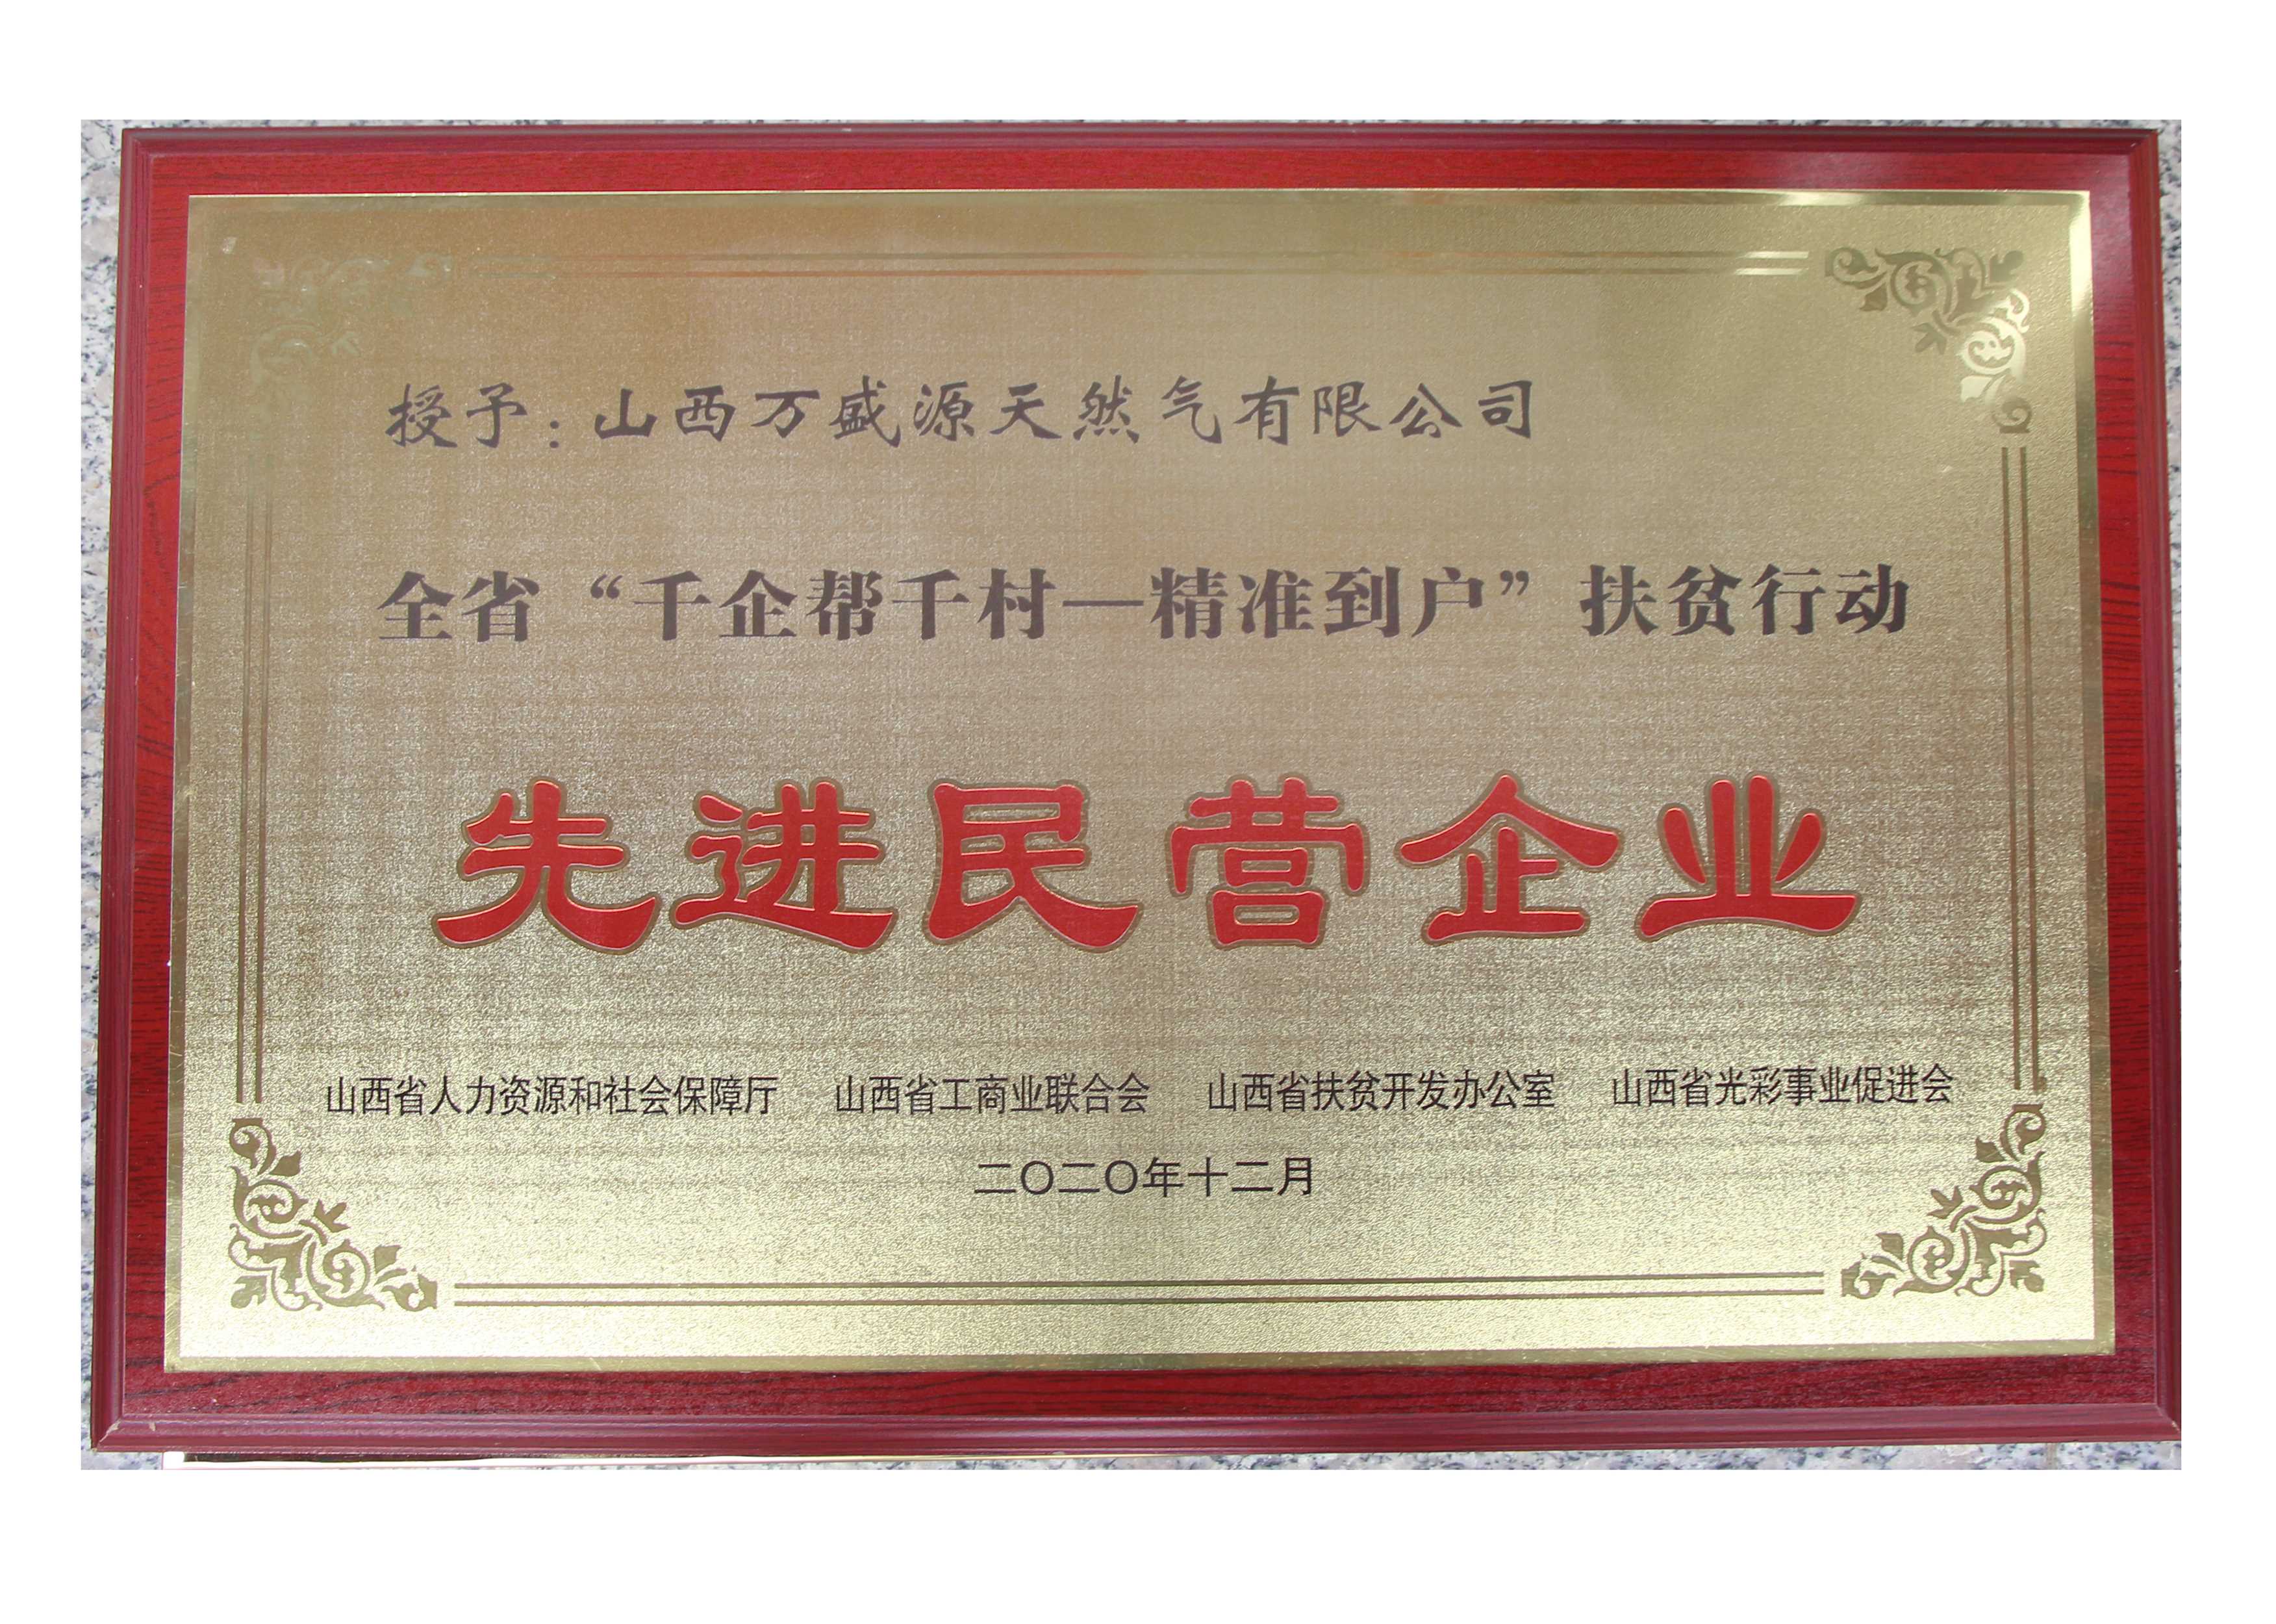 授予：山西万盛源天然气有限公司
全省“千企帮千村—精准到户”扶贫行动
先进民营企业
山西省人力资源和社会保障厅 山西省工商业联合会 山西省扶贫开发办公室 山西省光彩事业促进会
二〇二〇年十二月